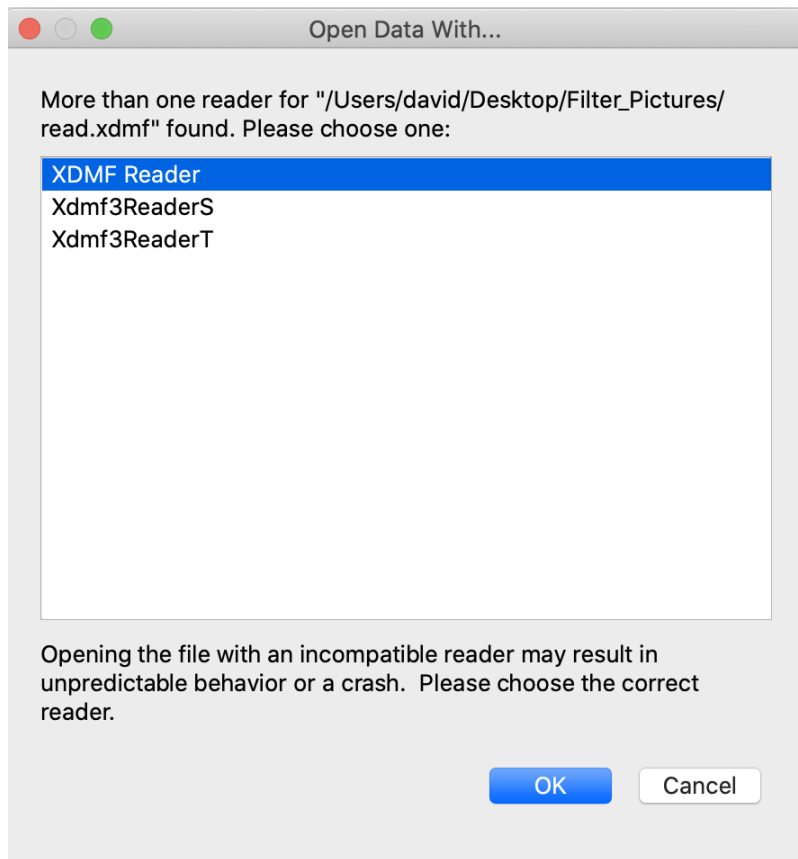 Open Data With...
More than one reader for "/Users/david/Desktop/Filter_Pictures/
read.xdmf" found. Please choose one:
XDMF Reader
Xdmf3ReaderS
Xdmf3ReaderT
Opening the file with an incompatible reader may result in
unpredictable behavior or a crash.  Please choose the correct
reader.
OK
Cancel